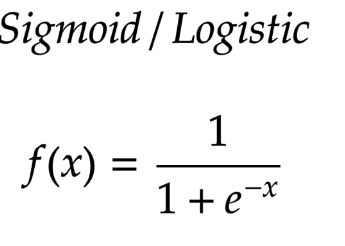 Sigmoid / Logistic
f(x) = 1 / (1 + e^{-x})